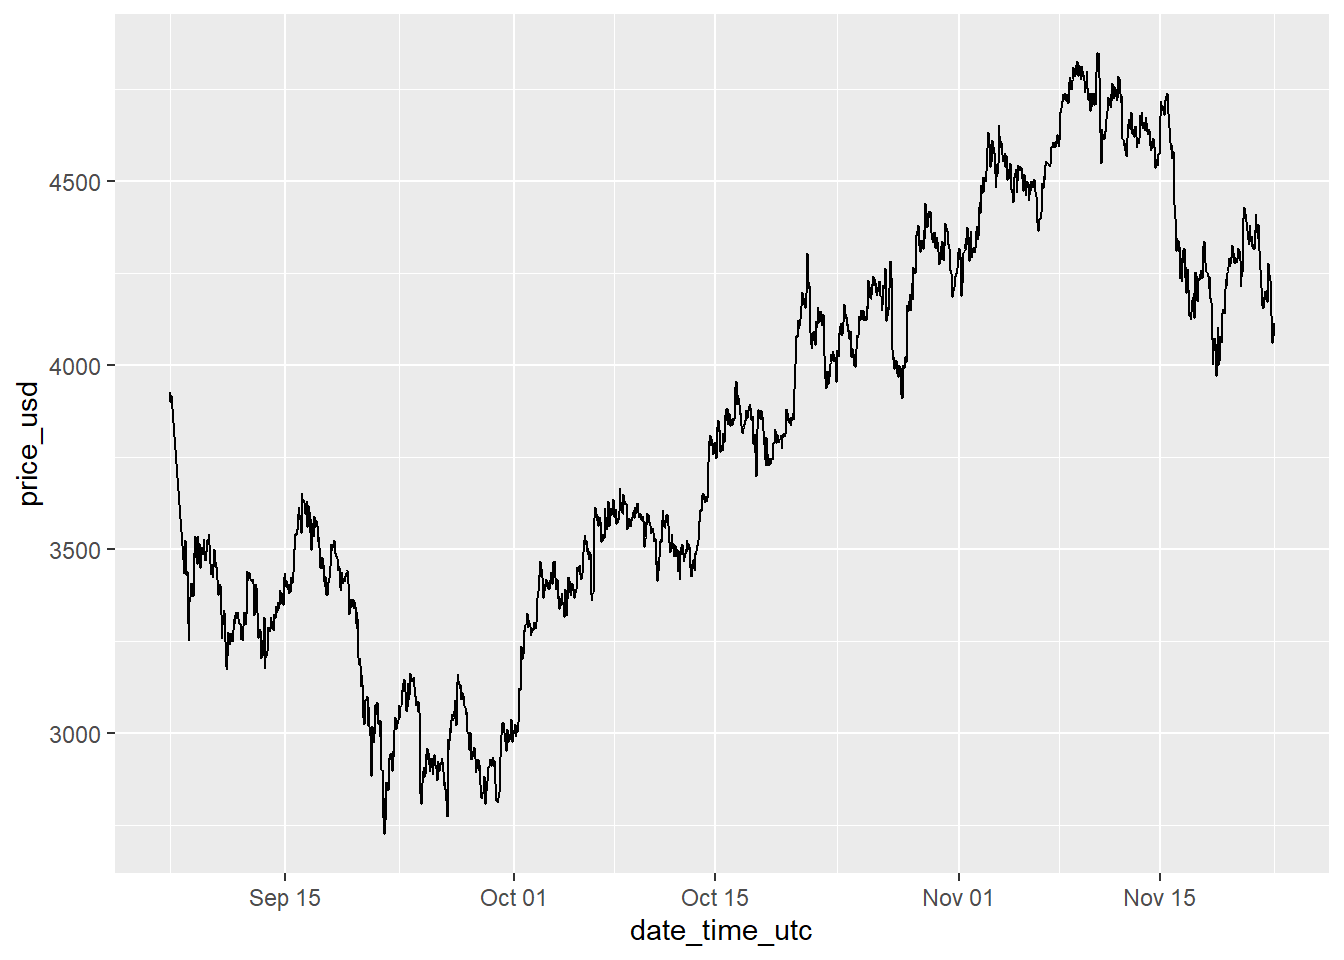 4500
4000
3500
3000
price_usd
Sep 15
Oct 01
Oct 15
Nov 01
Nov 15
date_time_utc